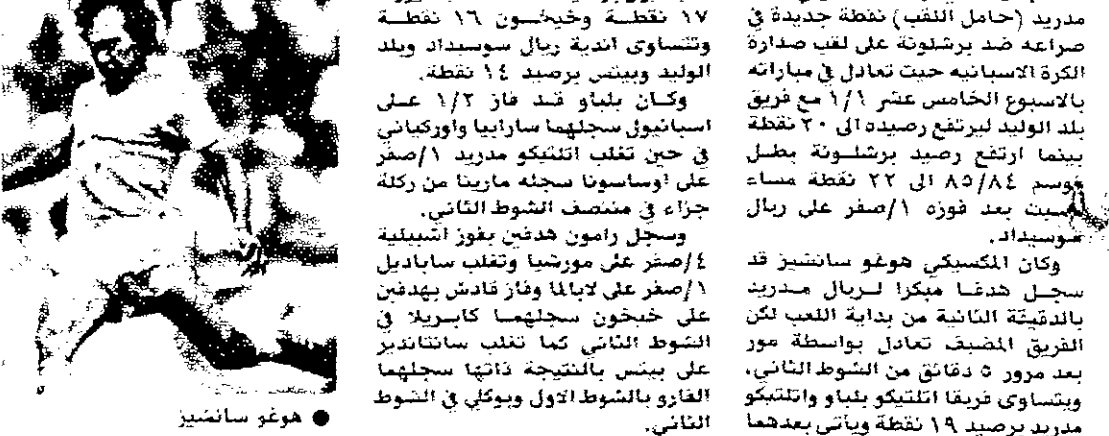 مدريد (حامل اللقب) نقطة جديدة في
صراعه ضد برشلونة على لقب صدارة
الكرة الاسبانيه حيث تعادل في مباراته
بالاسبوع الخامس عشر ١/١ مع فريق
بلد الوليد ليرتفع رصيده الى ٢٠ نقطة
بينما ارتفع رصيد برشلونة بطل
موسم ٨٥/٨٤ الى ٢٢ نقطة مساء
السبت بعد فوزه ١/صفر على ريال
سوسيداد.
وكان المكسيكي هوغو سانشيز قد
سجل هدفا مبكرا لريال مدريد
بالدقيقة الثانية من بداية اللعب لكن
الفريق المضيف تعادل بواسطة مور
بعد مرور ٥ دقائق من الشوط الثاني.
ويتساوى فريقا اتلتيكو بلباو واتلتيكو
مدريد برصيد ١٩ نقطة ويأتي بعدهما
١٧ نقطة وخيخون ١٦ نقطة
وتتساوى اندية ريال سوسيداد وبلد
الوليد وبيتس برصيد ١٤ نقطة.
وكان بلباو قد فاز ١/٢ على
اسبانيول سجلهما سارابيا واوركياني
في حين تغلب اتلتيكو مدريد ١/صفر
على اوساسونا سجله مارينا من ركلة
جزاء في منتصف الشوط الثاني.
وسجل رامون هدفين بفوز اشبيلية
٤/صفر على مورشيا وتغلب ساباديل
١/صفر على لابالما وفاز قادش بهدفين
على خيخون سجلهما كابريلا في
الشوط الثاني كما تغلب سانتاندير
على بيتس بالنتيجة ذاتها سجلهما
الفارو بالشوط الاول وبوكلي في الشوط
الثاني.
● هوغو سانشيز